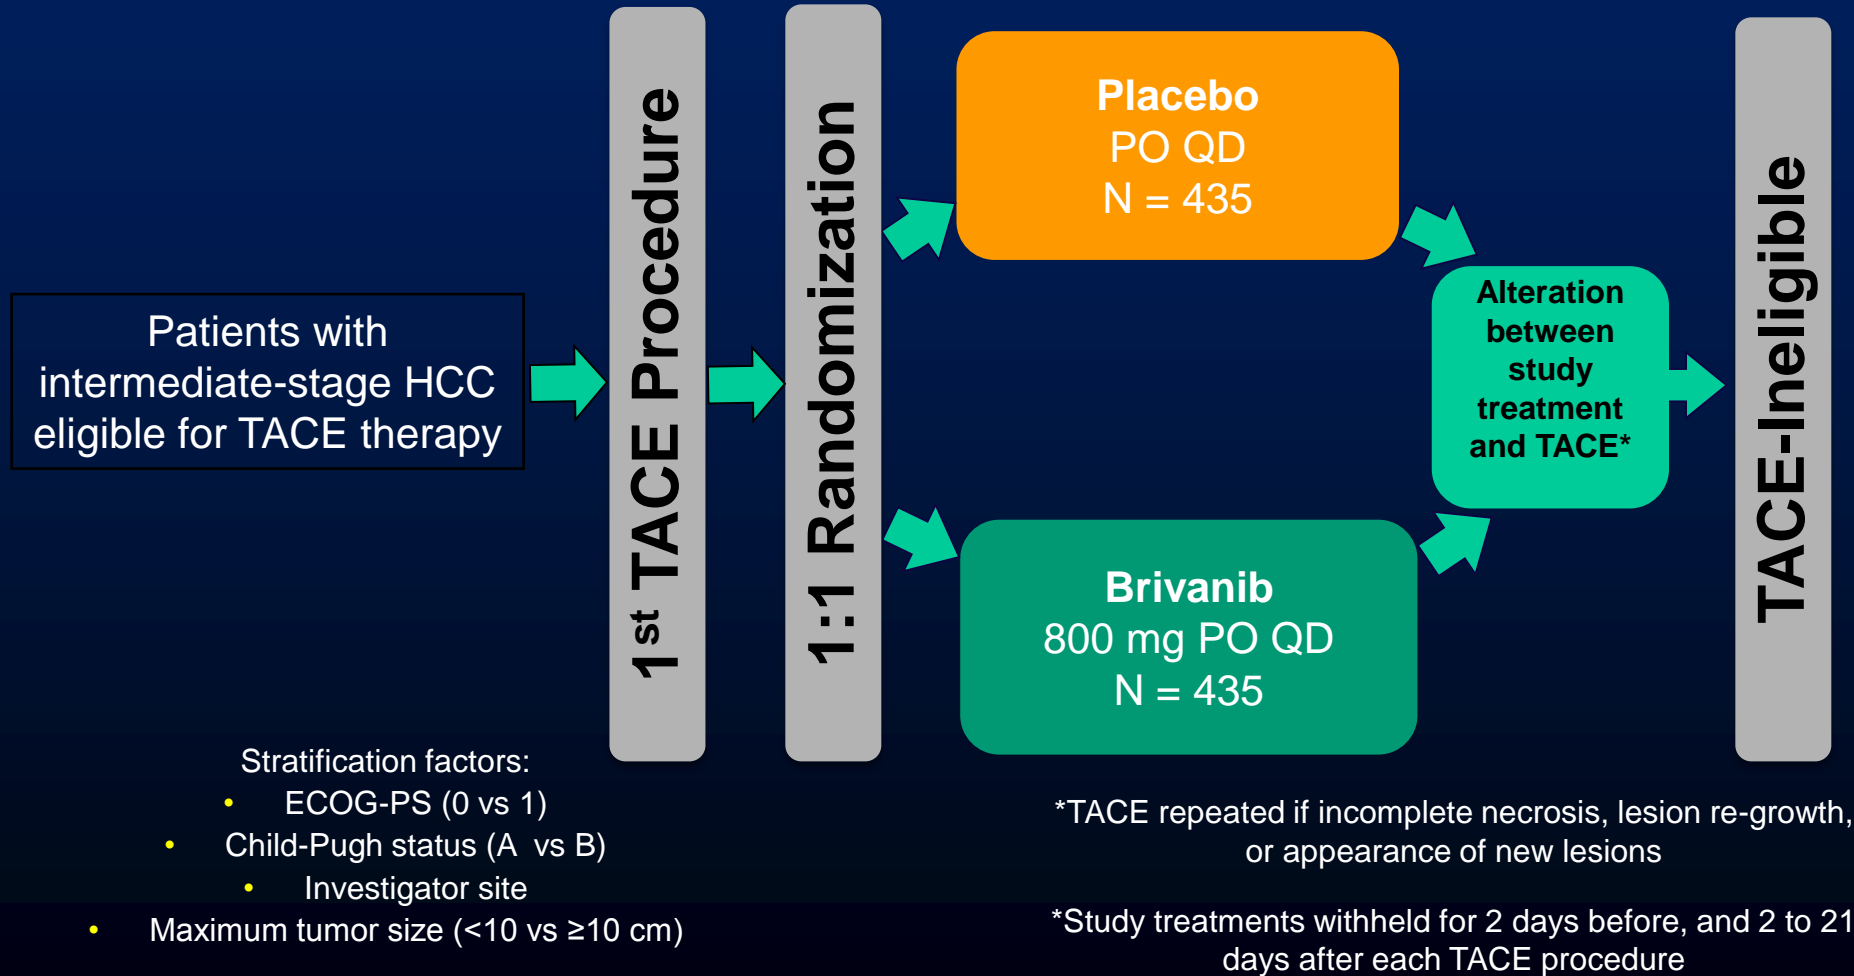 Patients with
intermediate-stage HCC
eligible for TACE therapy
1st TACE Procedure
1:1 Randomization
Placebo
PO QD
N = 435
Brivanib
800 mg PO QD
N = 435
Alteration
between
study
treatment
and TACE*
TACE-Ineligible
Stratification factors:
• ECOG-PS (0 vs 1)
• Child-Pugh status (A vs B)
• Investigator site
• Maximum tumor size (<10 vs ≥10 cm)
*TACE repeated if incomplete necrosis, lesion re-growth,
or appearance of new lesions
*Study treatments withheld for 2 days before, and 2 to 21
days after each TACE procedure